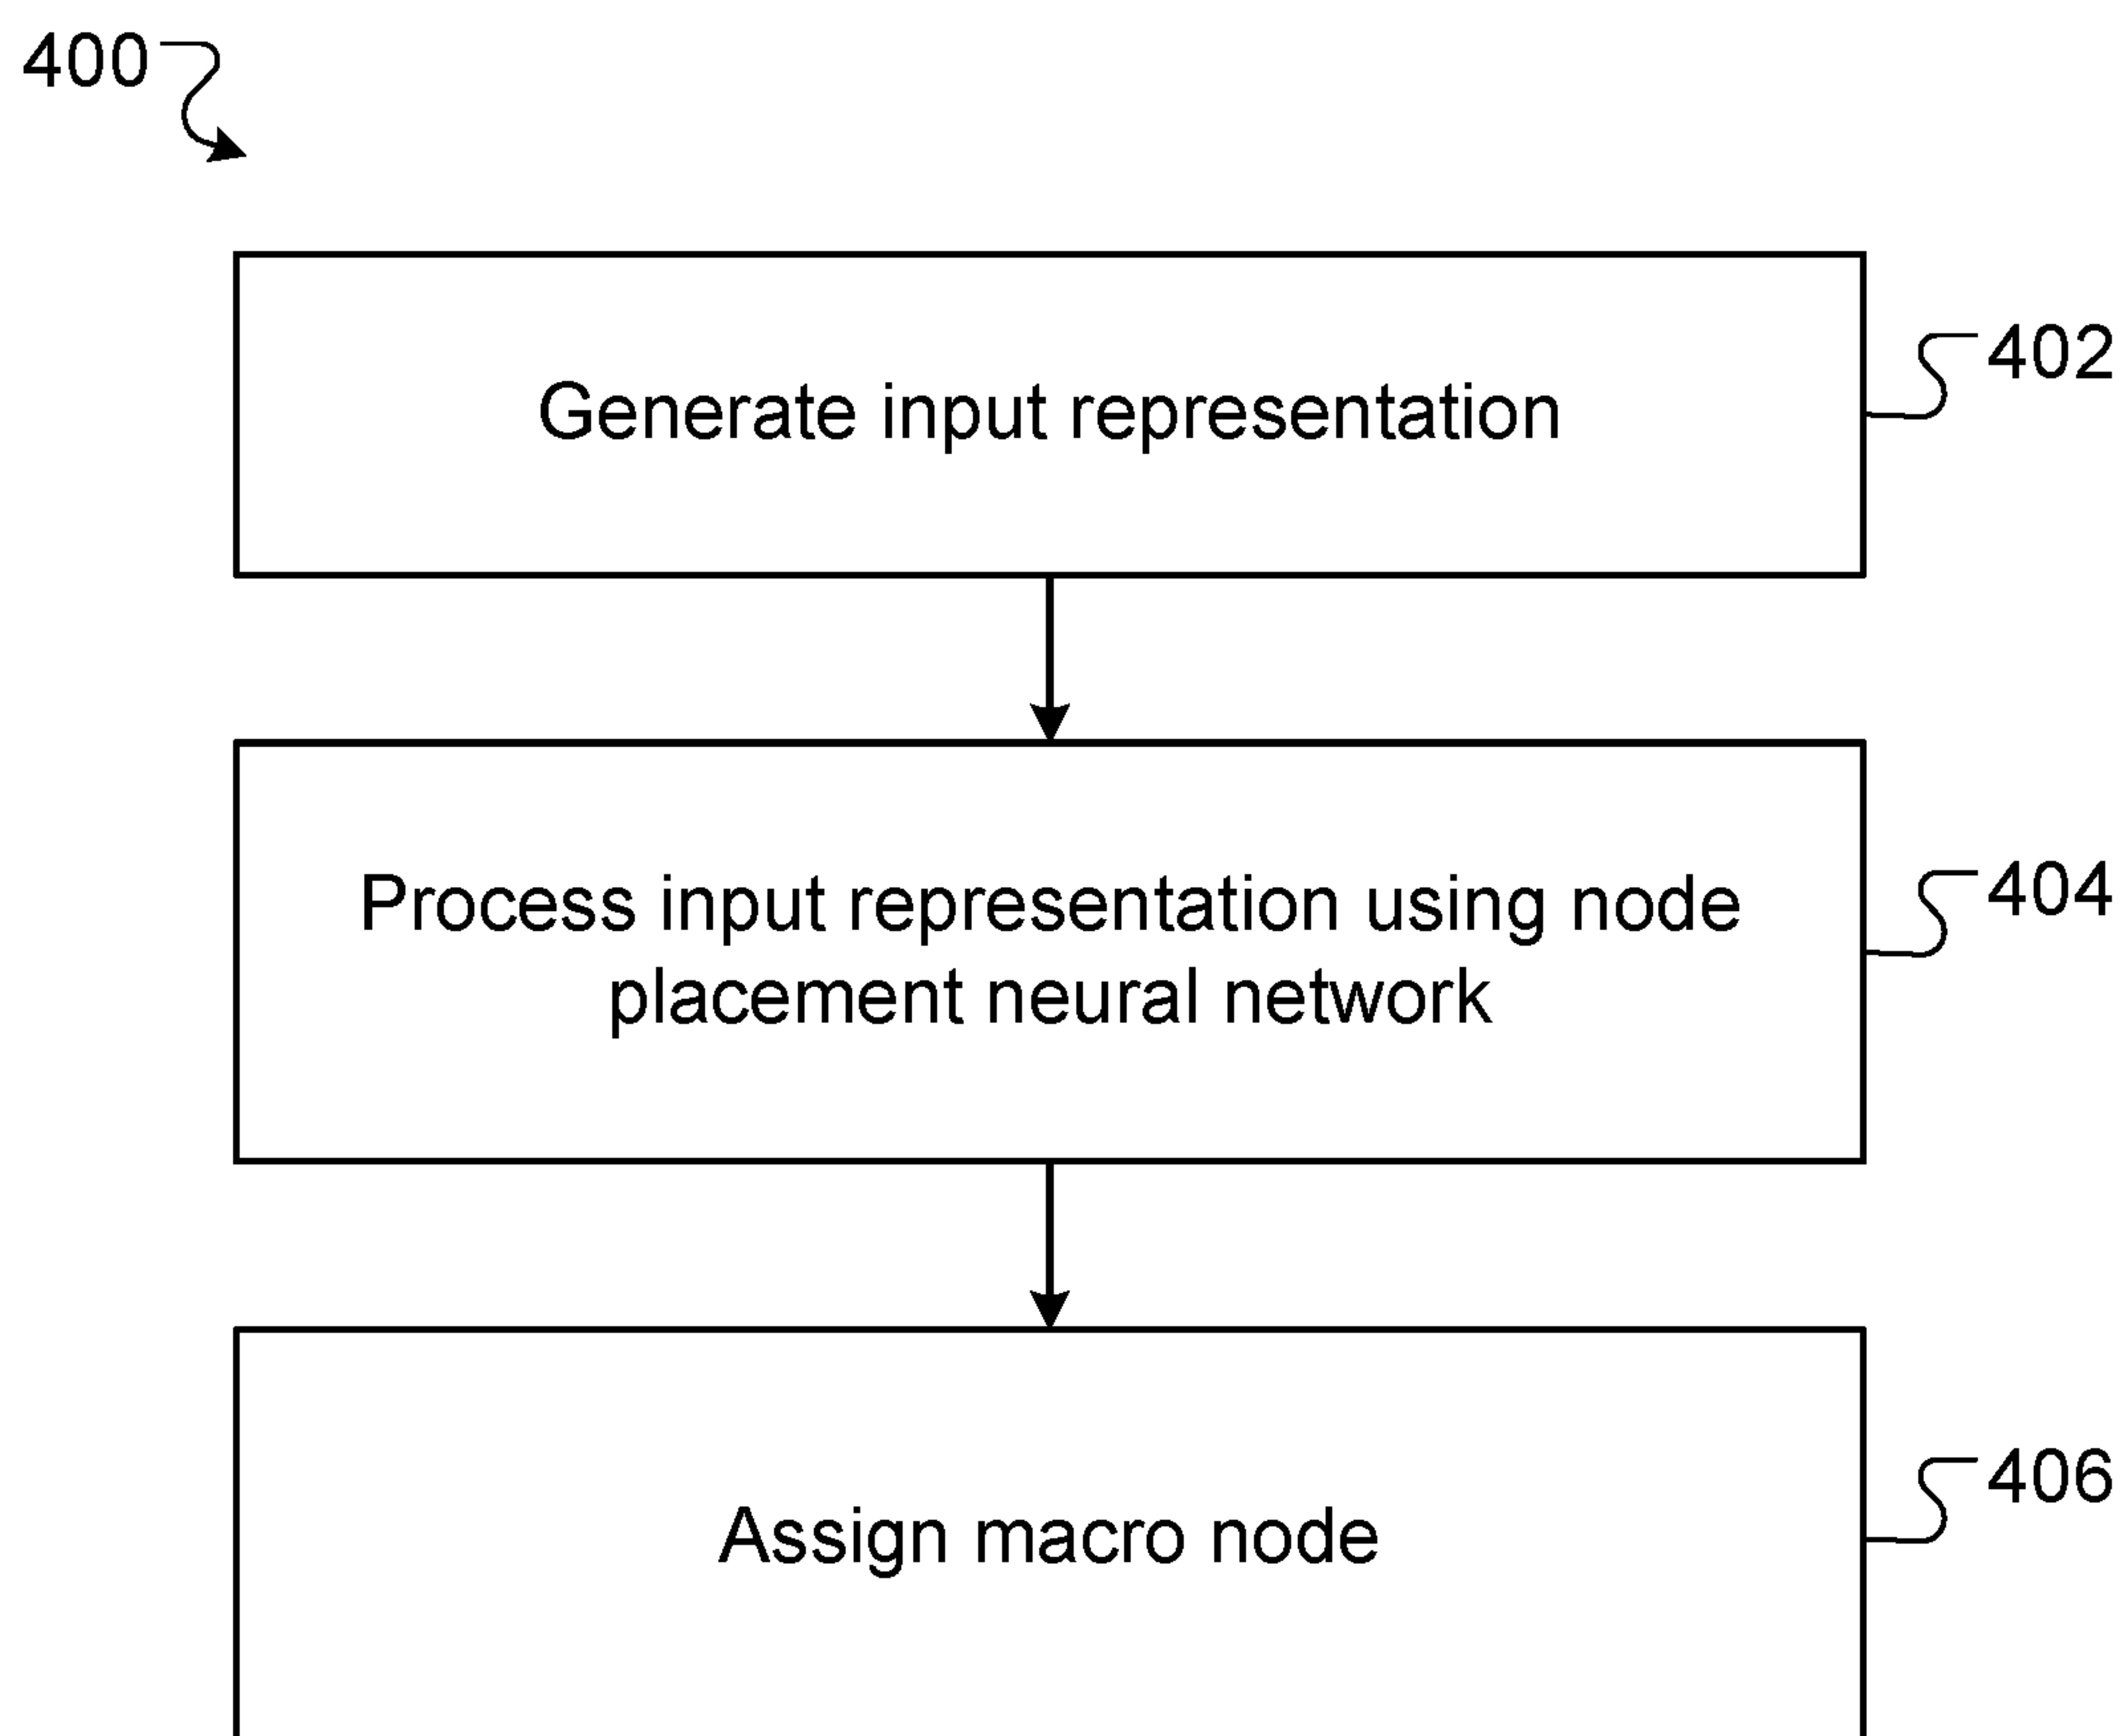 400
Generate input representation
402
Process input representation using node
placement neural network
404
Assign macro node
406